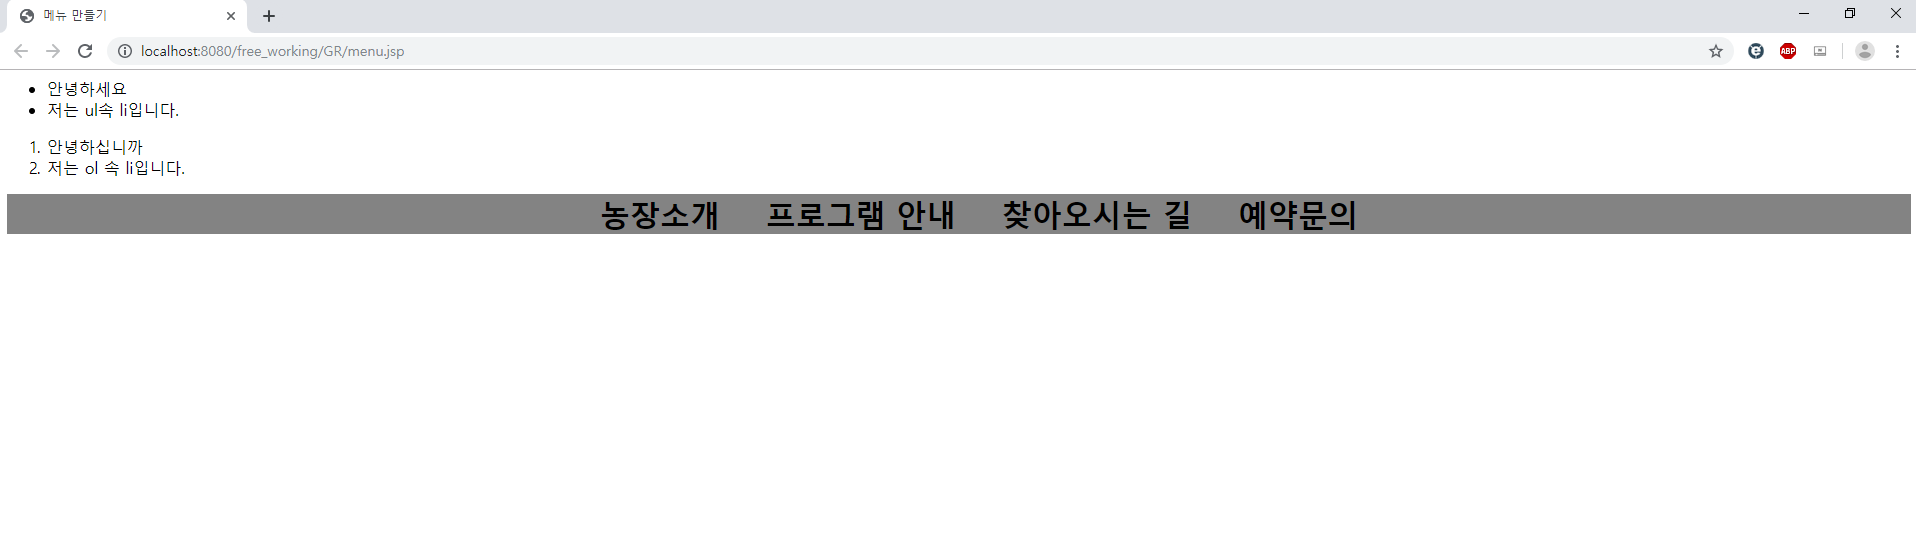 메뉴 만들기
localhost:8080/free_working/GR/menu.jsp
ABP
안녕하세요
저는 ul속 li입니다.
1. 안녕하십니까
2. 저는 ol 속 li입니다.
농장소개 프로그램 안내 찾아오시는 길 예약문의